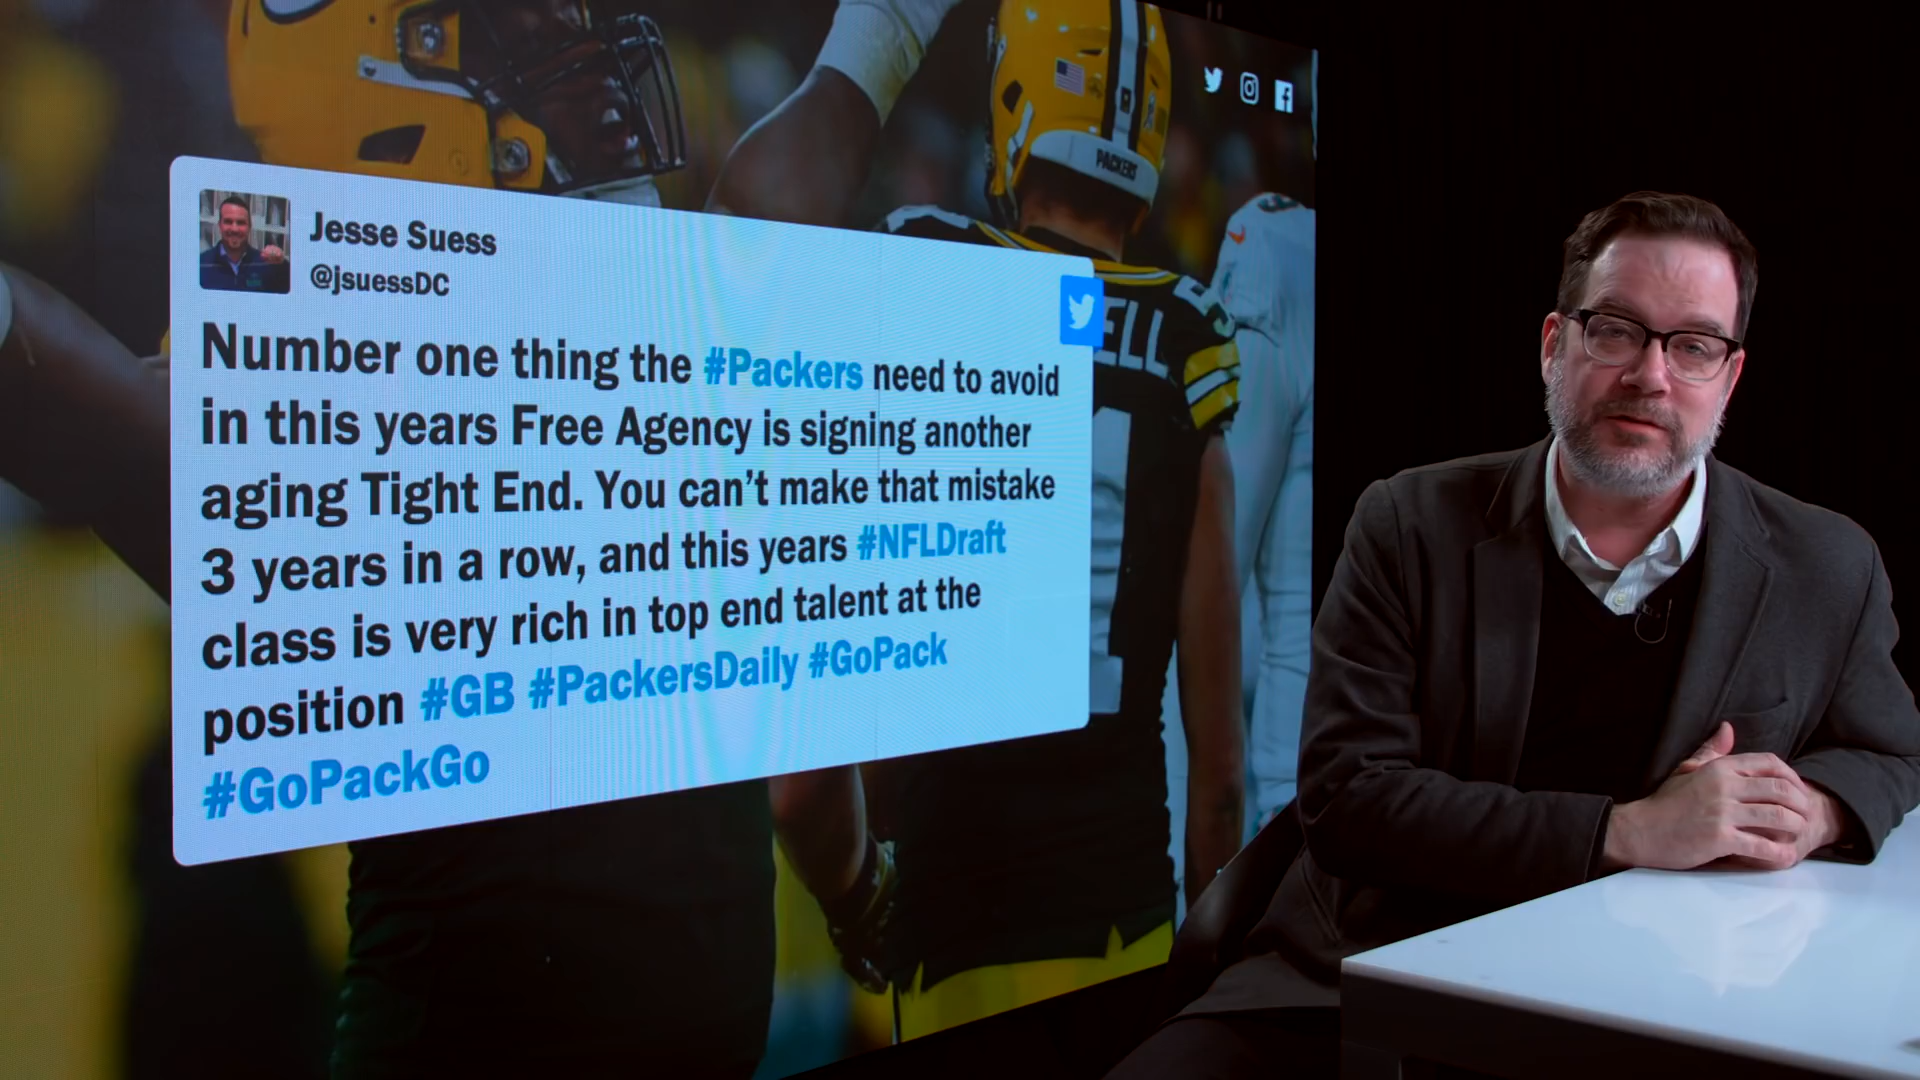 Jesse Suess
@jsuessDC
Number one thing the #Packers need to avoid
in this years Free Agency is signing another
aging Tight End. You can’t make that mistake
3 years in a row, and this years #NFLDraft
class is very rich in top end talent at the
position #GB #PackersDaily #GoPack
#GoPackGo
PACKERS
ELL